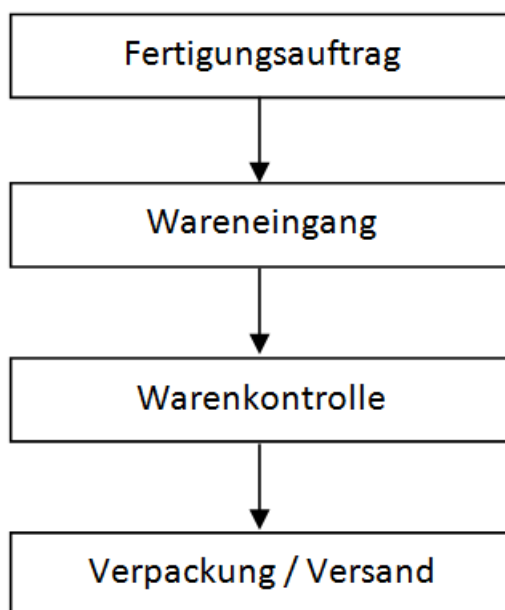 Fertigungsauftrag
Wareneingang
Warenkontrolle
Verpackung / Versand